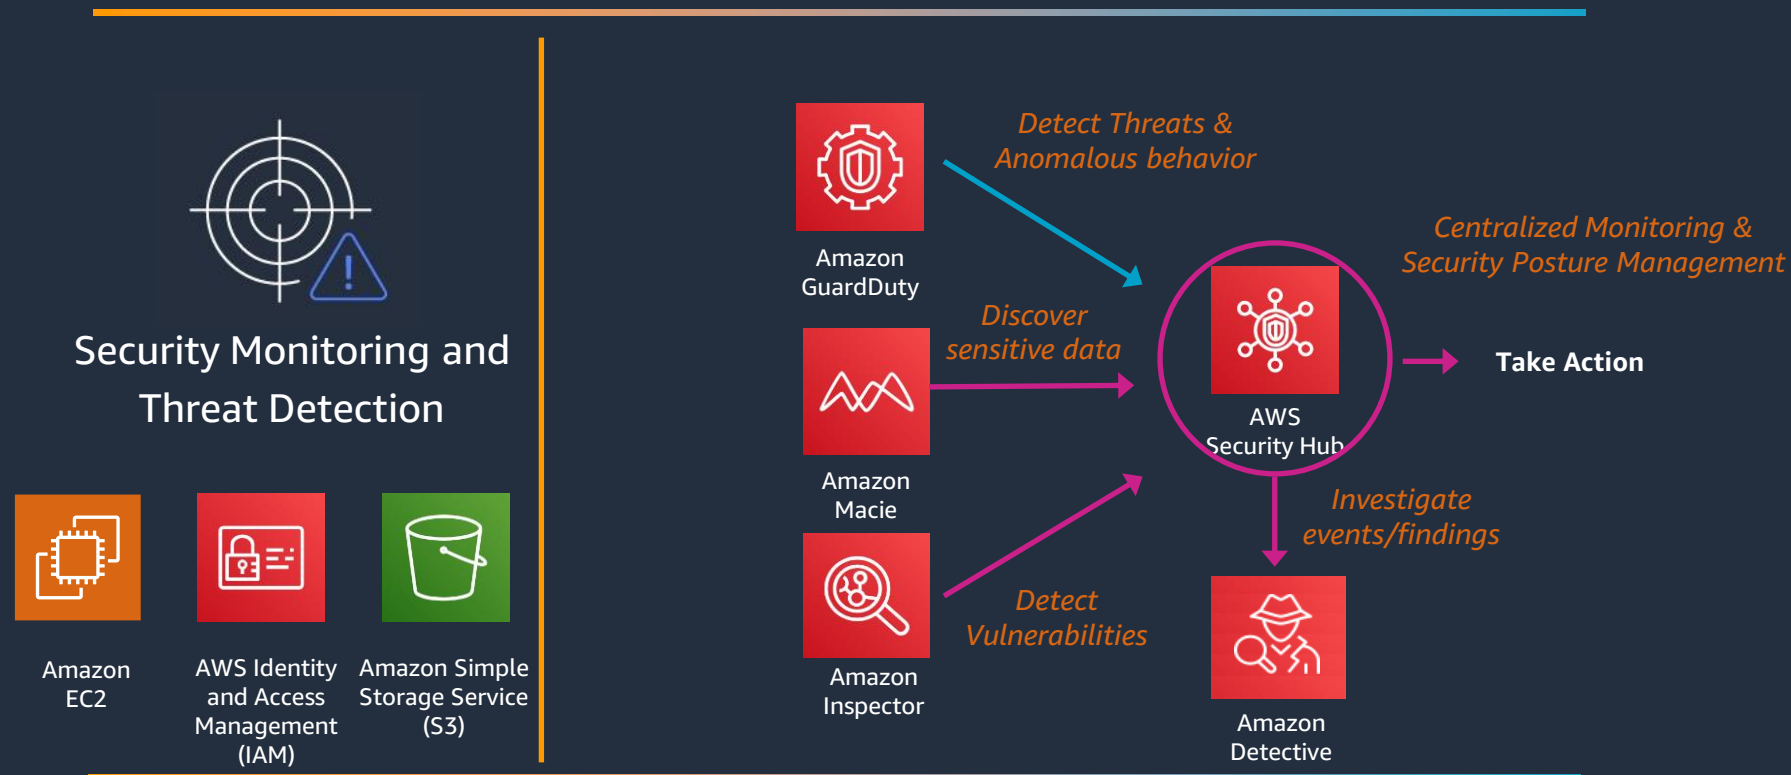 Security Monitoring and
Threat Detection
Amazon
EC2
AWS Identity
and Access
Management
(IAM)
Amazon Simple
Storage Service
(S3)
Amazon
GuardDuty
Detect Threats &
Anomalous behavior
Amazon
Macie
Discover
sensitive data
Amazon
Inspector
Detect
Vulnerabilities
AWS
Security Hub
Centralized Monitoring &
Security Posture Management
Take Action
Investigate
events/findings
Amazon
Detective